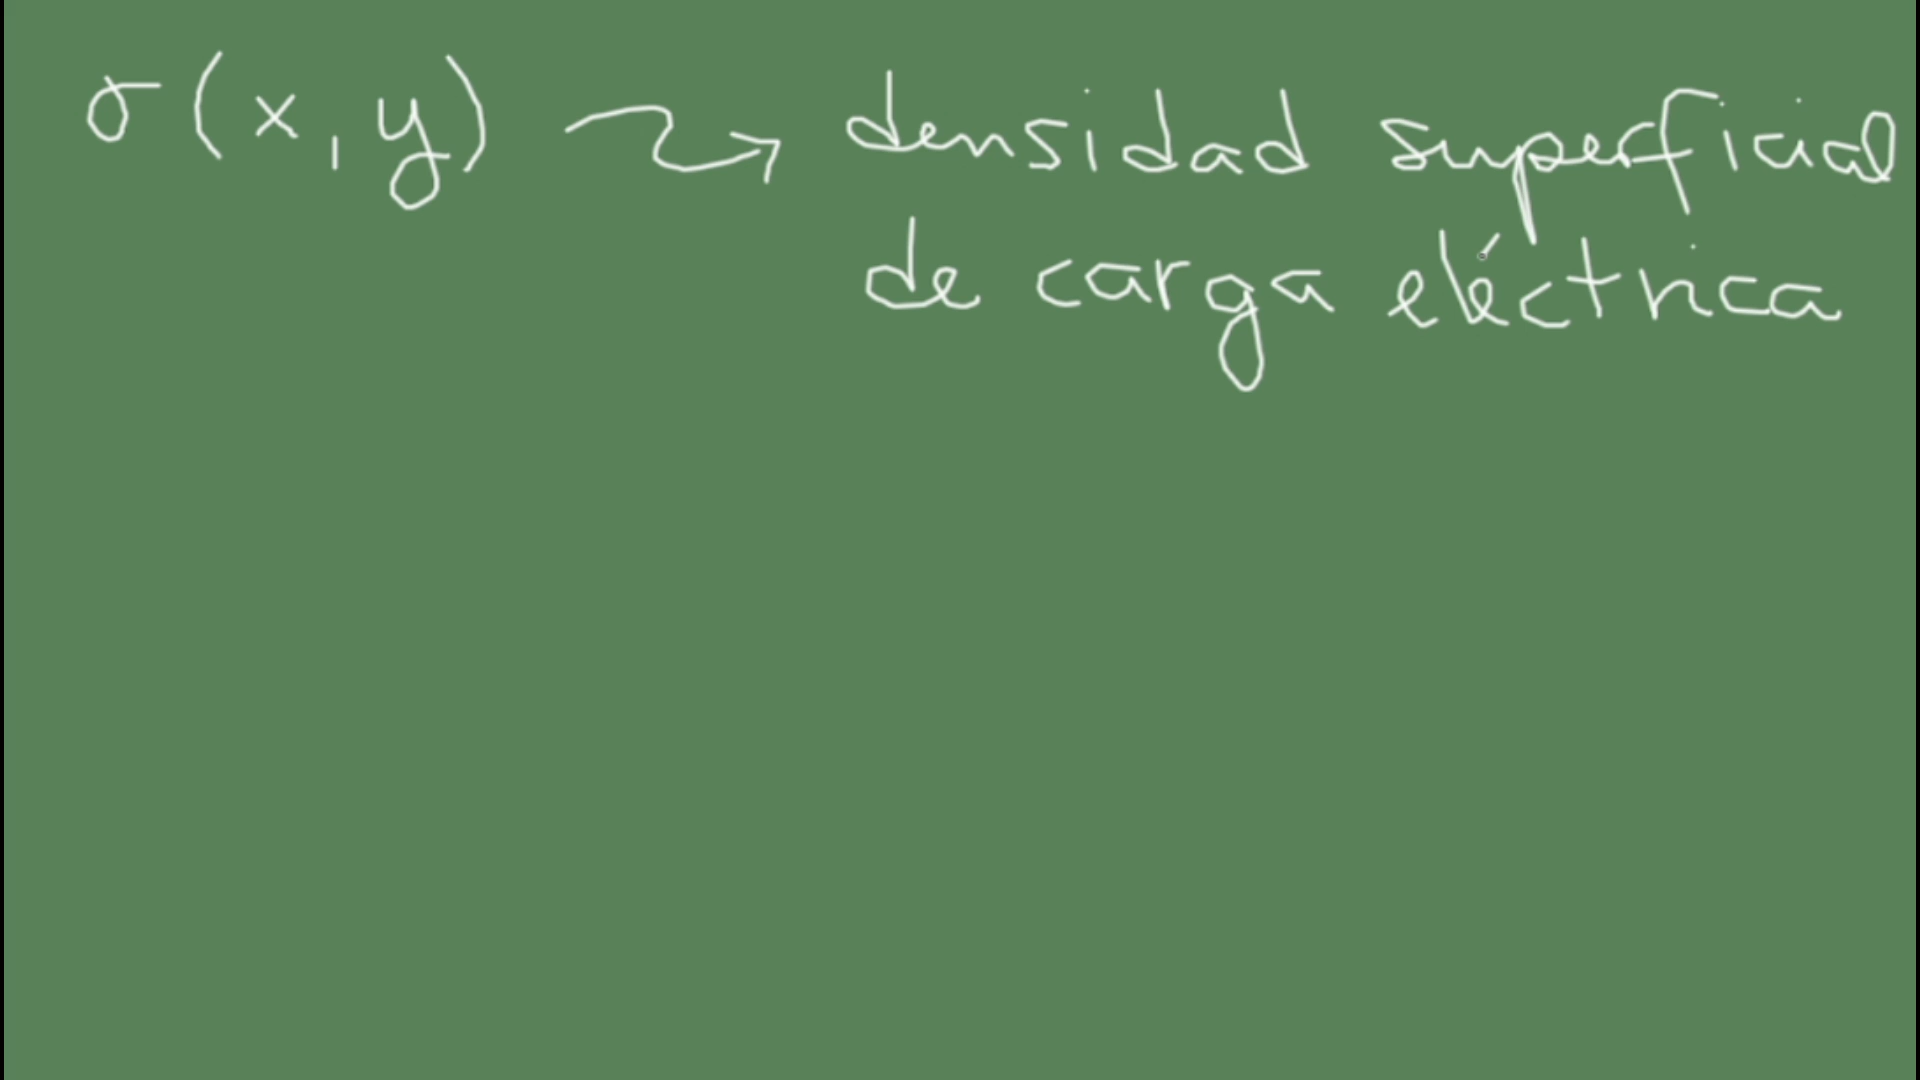 σ(x,y) ⤳ densidad superficial
de carga eléctrica